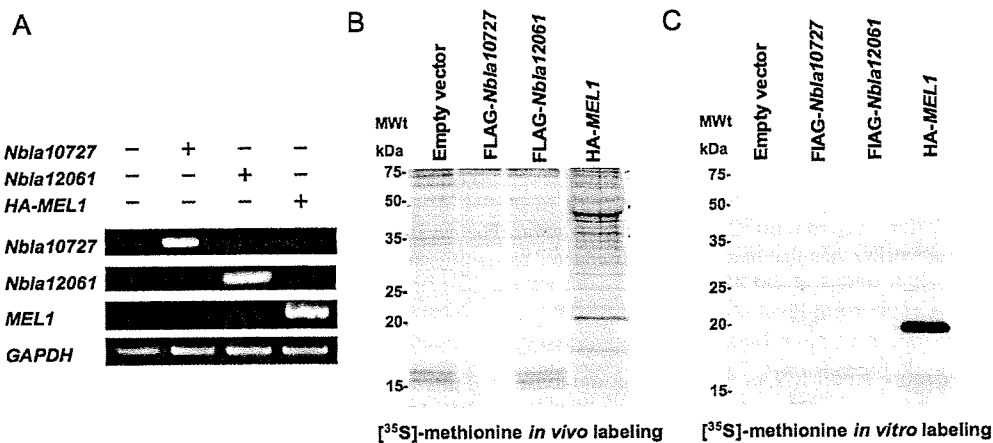 A
Nbla10727 – + – –
Nbla12061 – – + –
HA-MEL1 – – – +
Nbla10727
Nbla12061
MEL1
GAPDH
B
MWt
kDa
Empty vector
FLAG-Nbla10727
FLAG-Nbla12061
HA-MEL1
75-
50-
35-
25-
20-
15-
[³⁵S]-methionine in vivo labeling
C
MWt
kDa
Empty vector
FIAG-Nbla10727
FIAG-Nbla12061
HA-MEL1
75-
50-
35-
25-
20-
15-
[³⁵S]-methionine in vitro labeling